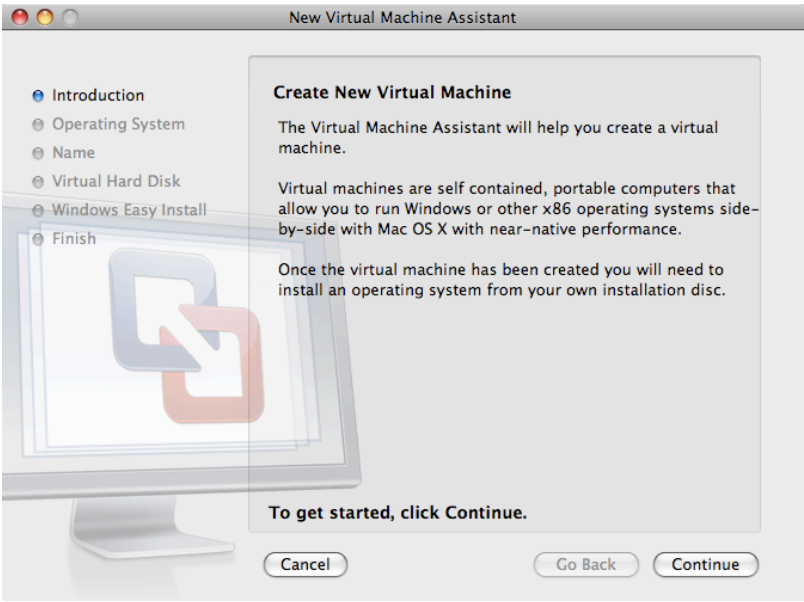 New Virtual Machine Assistant
Introduction
Operating System
Name
Virtual Hard Disk
Windows Easy Install
Finish
Create New Virtual Machine
The Virtual Machine Assistant will help you create a virtual
machine.
Virtual machines are self contained, portable computers that
allow you to run Windows or other x86 operating systems side-
by-side with Mac OS X with near-native performance.
Once the virtual machine has been created you will need to
install an operating system from your own installation disc.
To get started, click Continue.
Cancel
Go Back
Continue